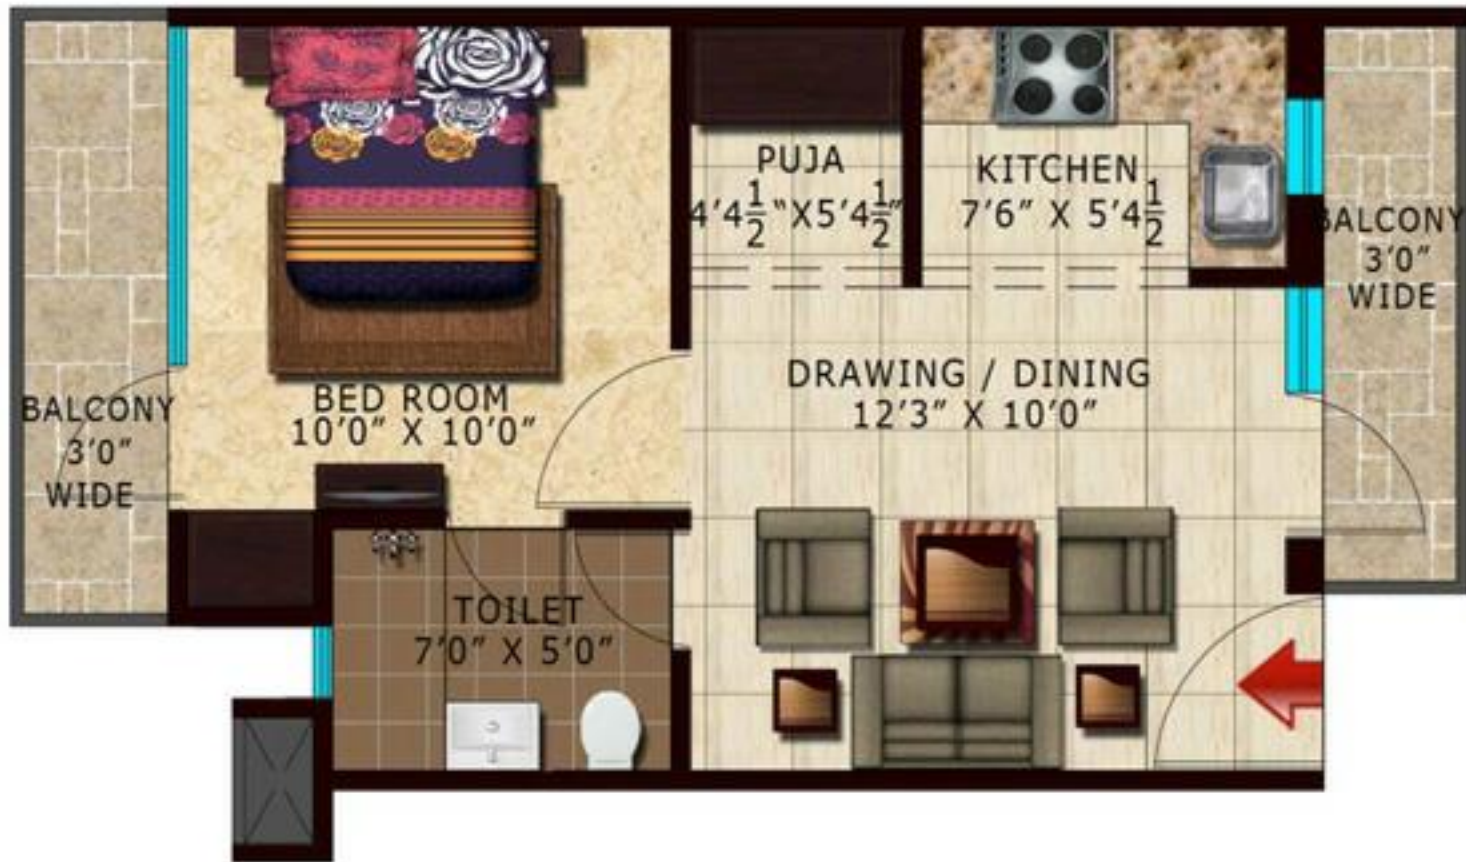 PUJA
4'4½"X5'4½"
KITCHEN
7'6" X 5'4½
BALCONY
3'0"
WIDE
DRAWING / DINING
12'3" X 10'0"
BED ROOM
10'0" X 10'0"
BALCONY
3'0"
WIDE
TOILET
7'0" X 5'0"